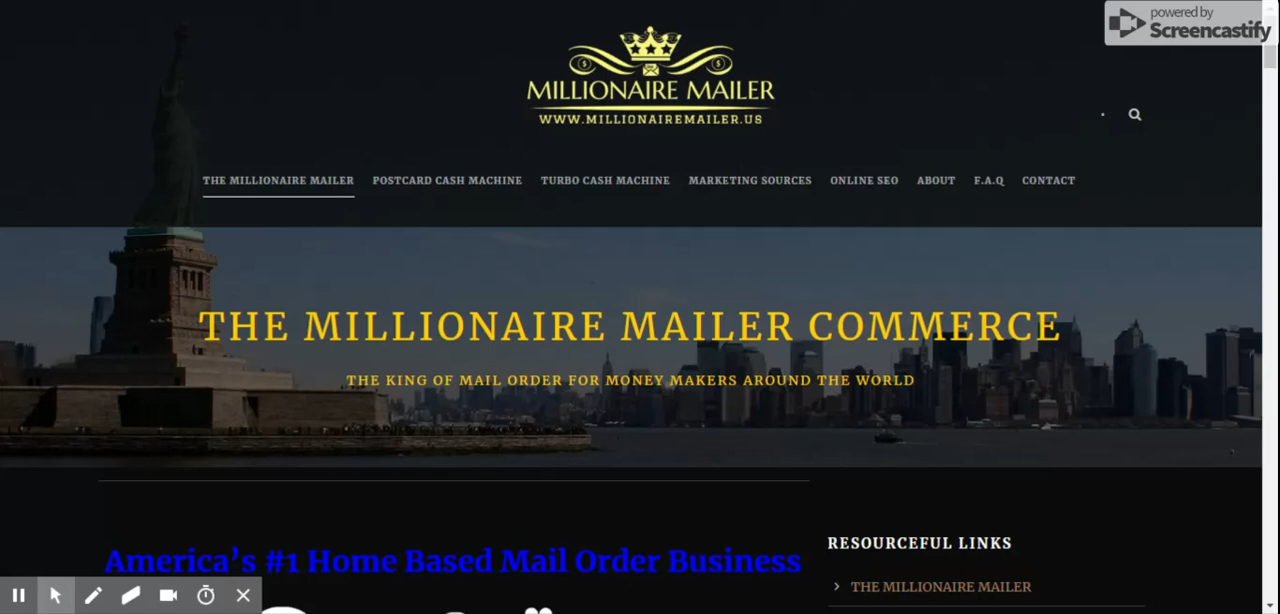 powered by
Screencastify
MILLIONAIRE MAILER
WWW.MILLIONAIREMAILER.US
THE MILLIONAIRE MAILER POSTCARD CASH MACHINE TURBO CASH MACHINE MARKETING SOURCES ONLINE SEO ABOUT F.A.Q CONTACT
THE MILLIONAIRE MAILER COMMERCE
THE KING OF MAIL ORDER FOR MONEY MAKERS AROUND THE WORLD
America's #1 Home Based Mail Order Business
RESOURCEFUL LINKS
THE MILLIONAIRE MAILER